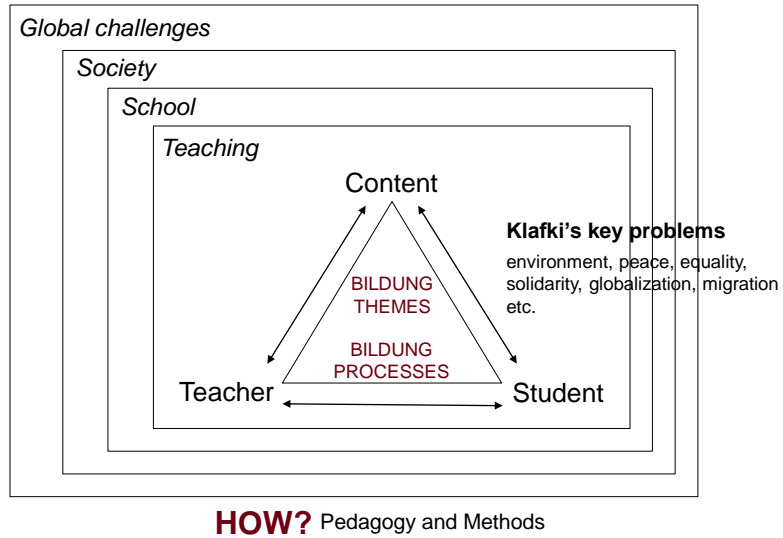 Global challenges
Society
School
Teaching
Content
Klafki's key problems
environment, peace, equality,
solidarity, globalization, migration
etc.
BILDUNG
THEMES
BILDUNG
PROCESSES
Teacher
Student
HOW? Pedagogy and Methods